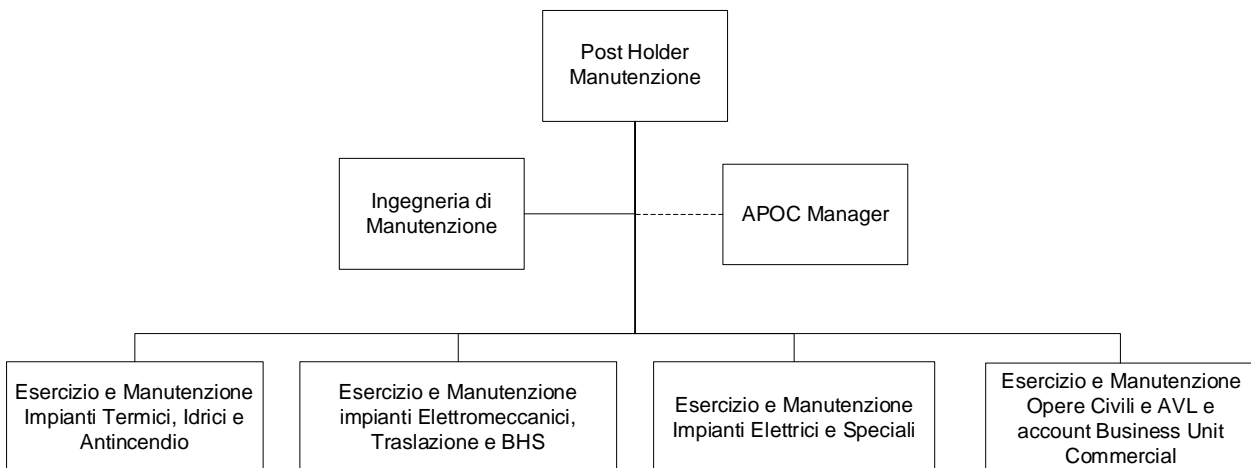 Post Holder
Manutenzione
Ingegneria di
Manutenzione
APOC Manager
Esercizio e Manutenzione
Impianti Termici, Idrici e
Antincendio
Esercizio e Manutenzione
impianti Elettromeccanici,
Traslazione e BHS
Esercizio e Manutenzione
Impianti Elettrici e Speciali
Esercizio e Manutenzione
Opere Civili e AVL e
account Business Unit
Commercial